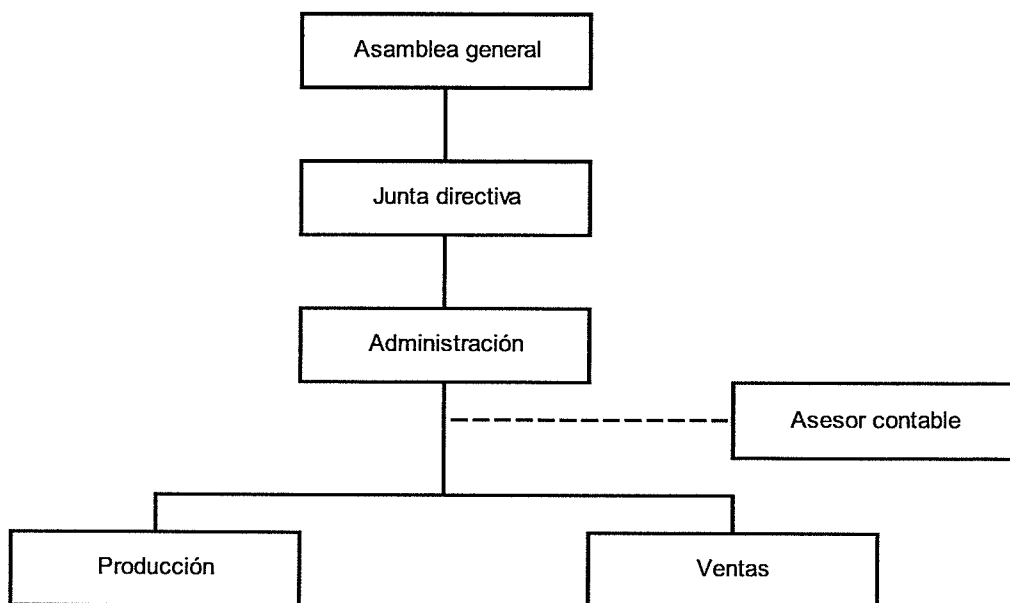 Asamblea general
Junta directiva
Administración
Asesor contable
Producción
Ventas